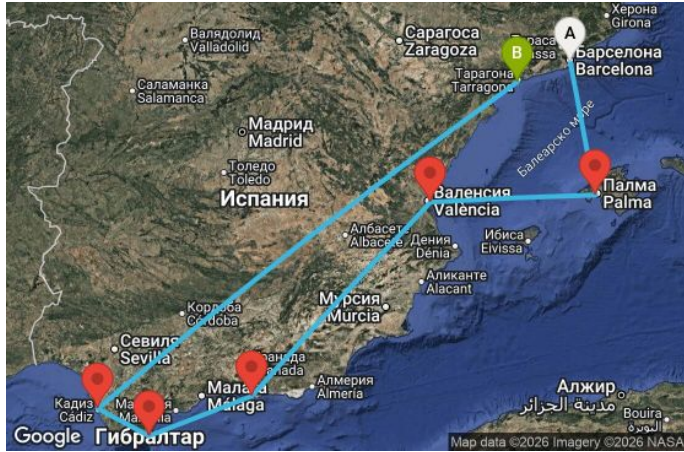 Херона
Girona
Валядолид
Valladolid
Сарагоса
Zaragoza
B
A
Барселона
Barcelona
Тарагона
Tarragona
Саламанка
Salamanca
Мадрид
Madrid
Балеарско море
Толедо
Toledo
Испания
Валенсия
València
Палма
Palma
Албасете
Albacete
Дения
Dénia
Ибиса
Eivissa
Аликанте
Alacant
Мурсия
Murcia
Кордоба
Córdoba
Севиля
Sevilla
Алмерия
Almería
Малага
Málaga
Кадиз
Cádiz
Гибралтар
Алжир
مدينة الجزائر
Bouira
البويرة
Google
Map data ©2026 Imagery ©2026 NASA